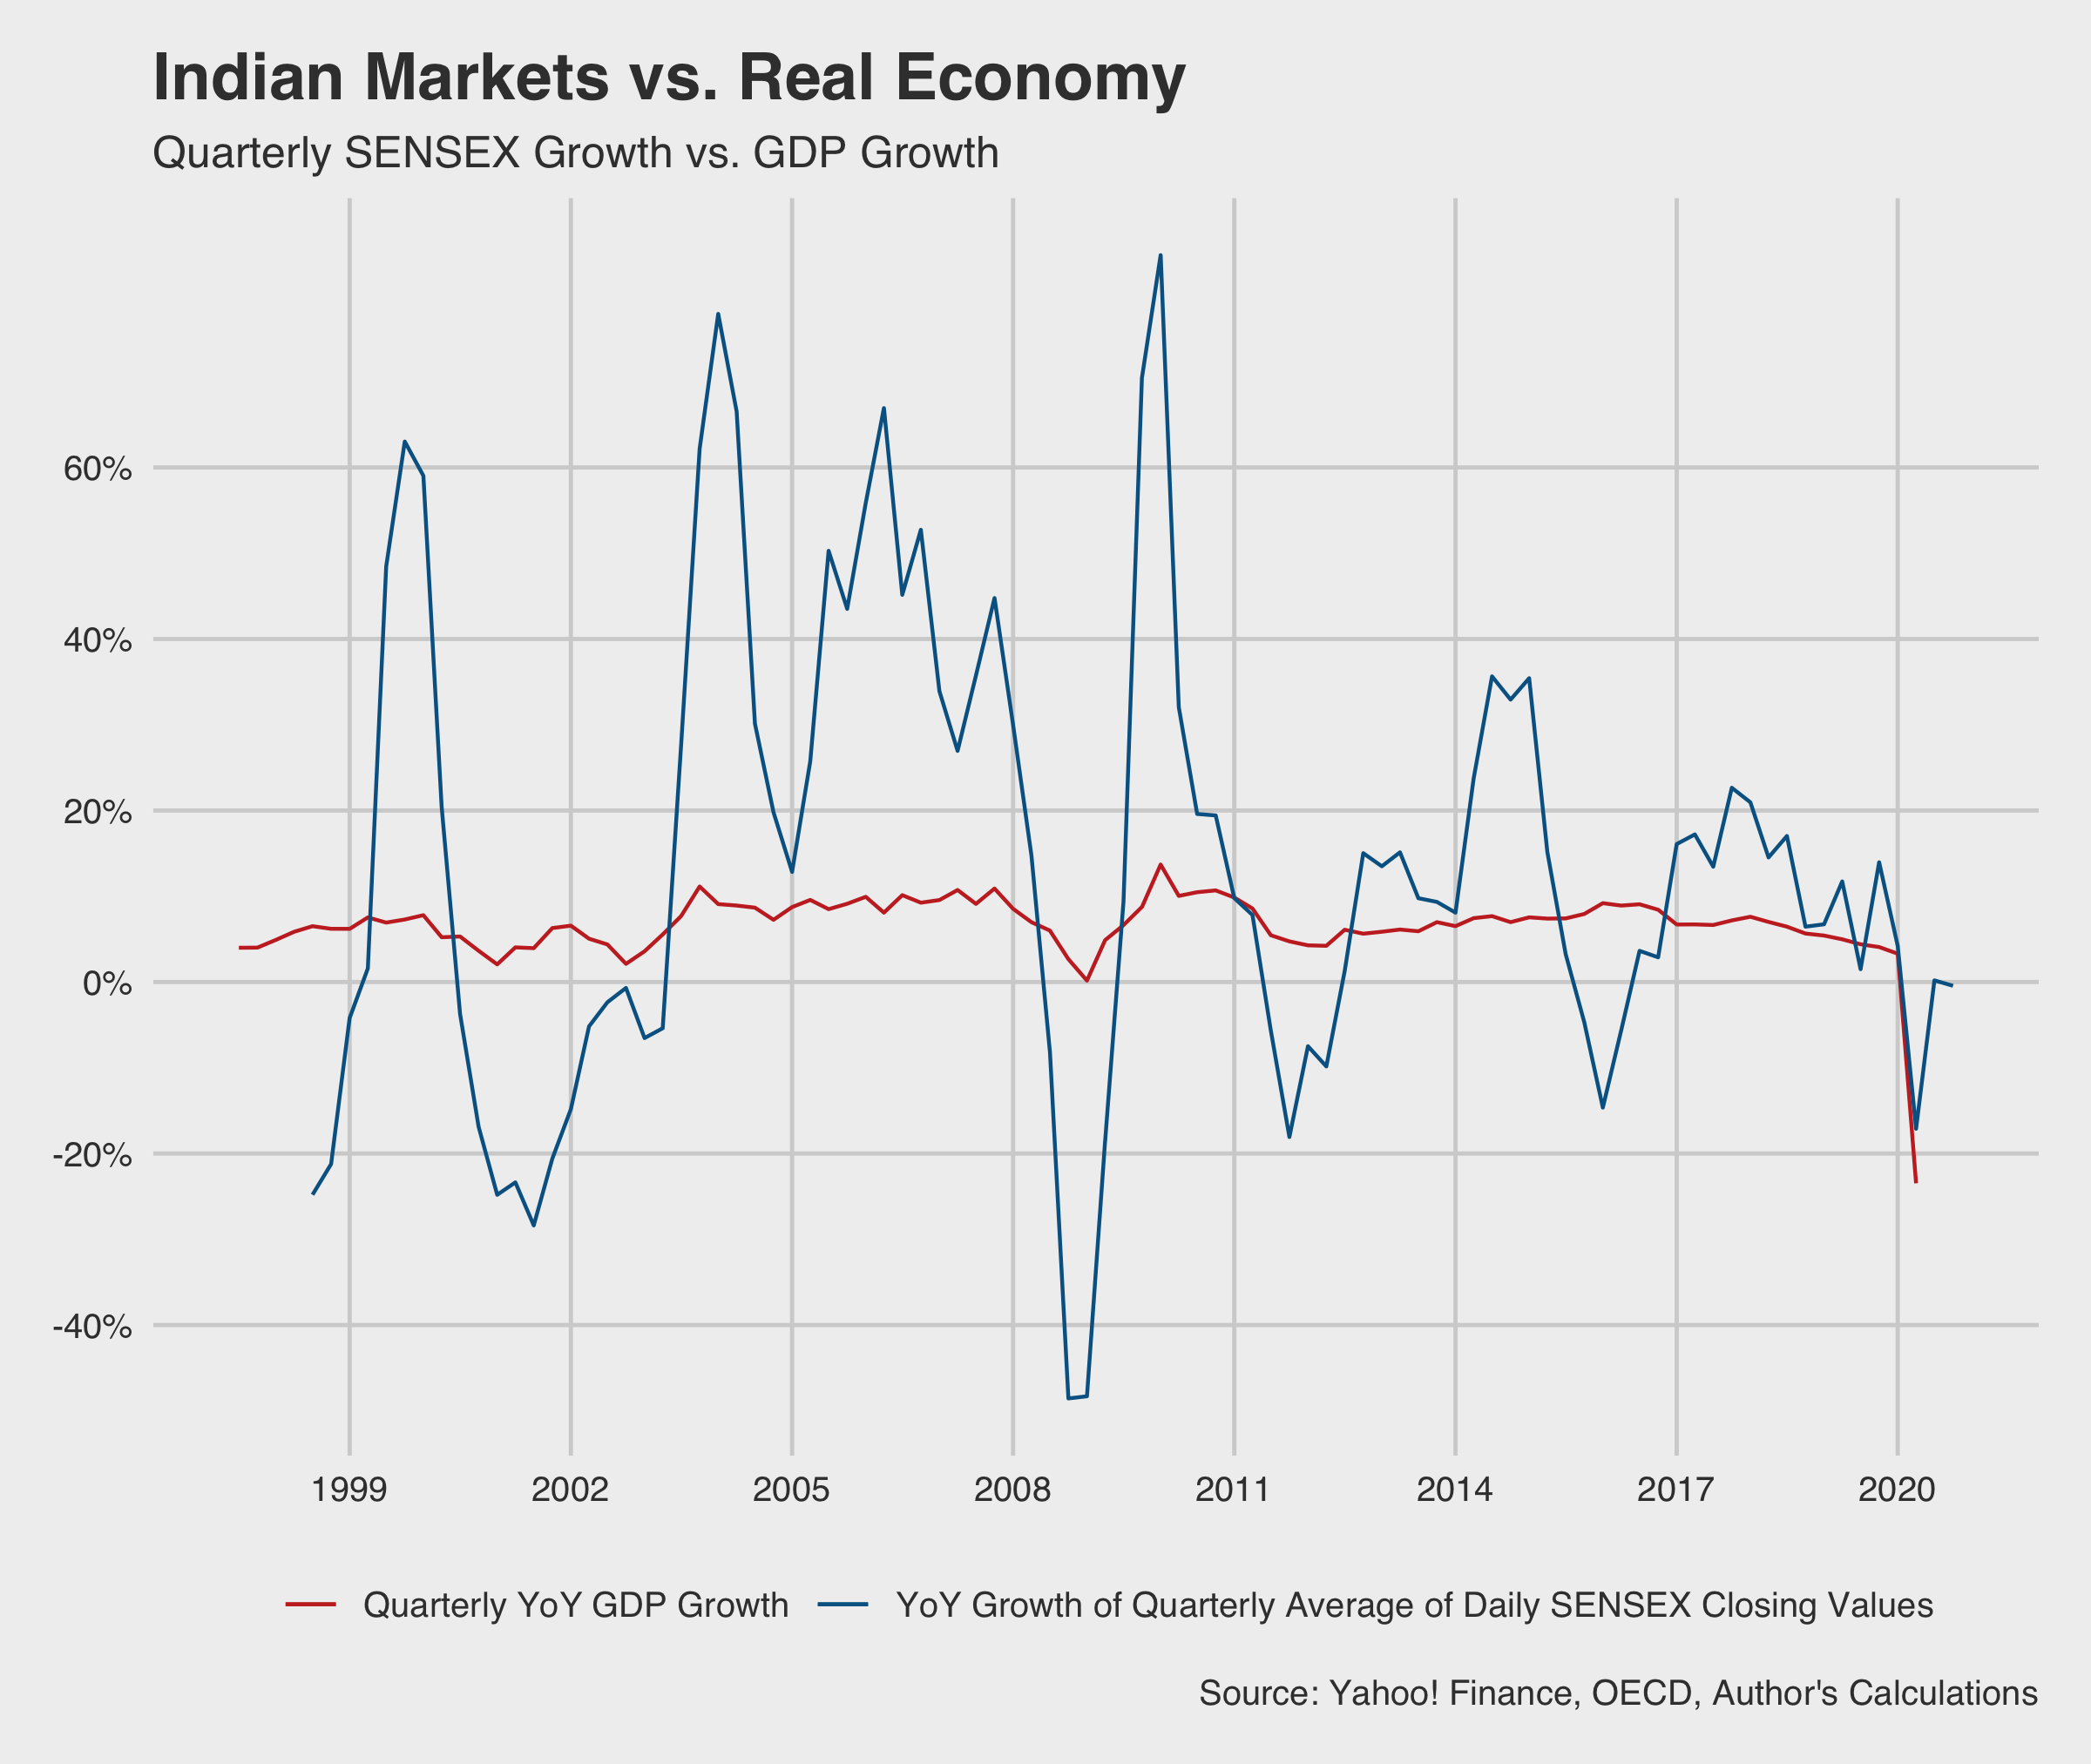 Indian Markets vs. Real Economy
Quarterly SENSEX Growth vs. GDP Growth
60%
40%
20%
0%
-20%
-40%
1999 2002 2005 2008 2011 2014 2017 2020
Quarterly YoY GDP Growth YoY Growth of Quarterly Average of Daily SENSEX Closing Values
Source: Yahoo! Finance, OECD, Author's Calculations